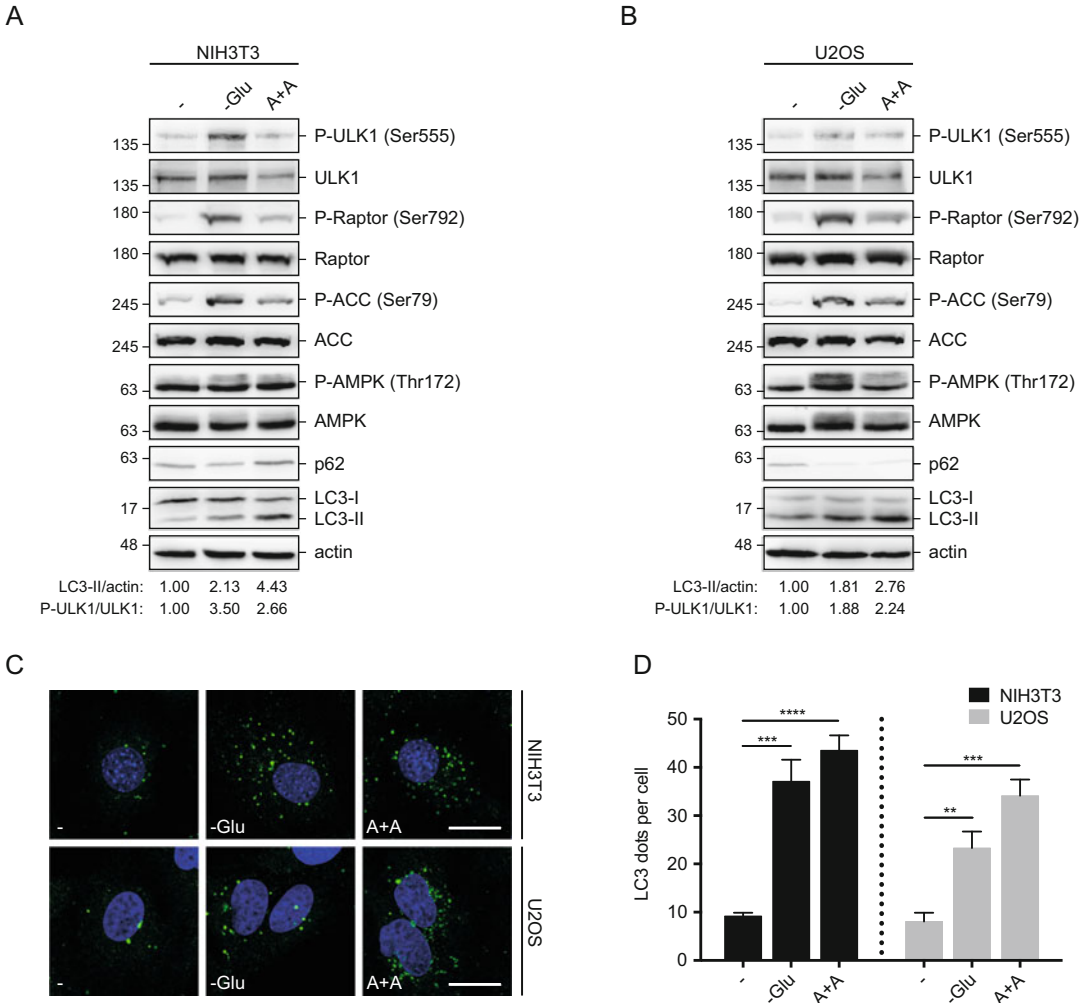 A
NIH3T3
- -Glu A+A
135 P-ULK1 (Ser555)
135 ULK1
180 P-Raptor (Ser792)
180 Raptor
245 P-ACC (Ser79)
245 ACC
63 P-AMPK (Thr172)
63 AMPK
63 p62
17 LC3-I
LC3-II
48 actin
LC3-II/actin: 1.00 2.13 4.43
P-ULK1/ULK1: 1.00 3.50 2.66
B
U2OS
- -Glu A+A
135 P-ULK1 (Ser555)
135 ULK1
180 P-Raptor (Ser792)
180 Raptor
245 P-ACC (Ser79)
245 ACC
63 P-AMPK (Thr172)
63 AMPK
63 p62
17 LC3-I
LC3-II
48 actin
LC3-II/actin: 1.00 1.81 2.76
P-ULK1/ULK1: 1.00 1.88 2.24
C
- -Glu A+A
NIH3T3
- -Glu A+A
U2OS
D
NIH3T3
U2OS
LC3 dots per cell
50
40
30
20
10
0
****
***
***
**
- -Glu A+A - -Glu A+A